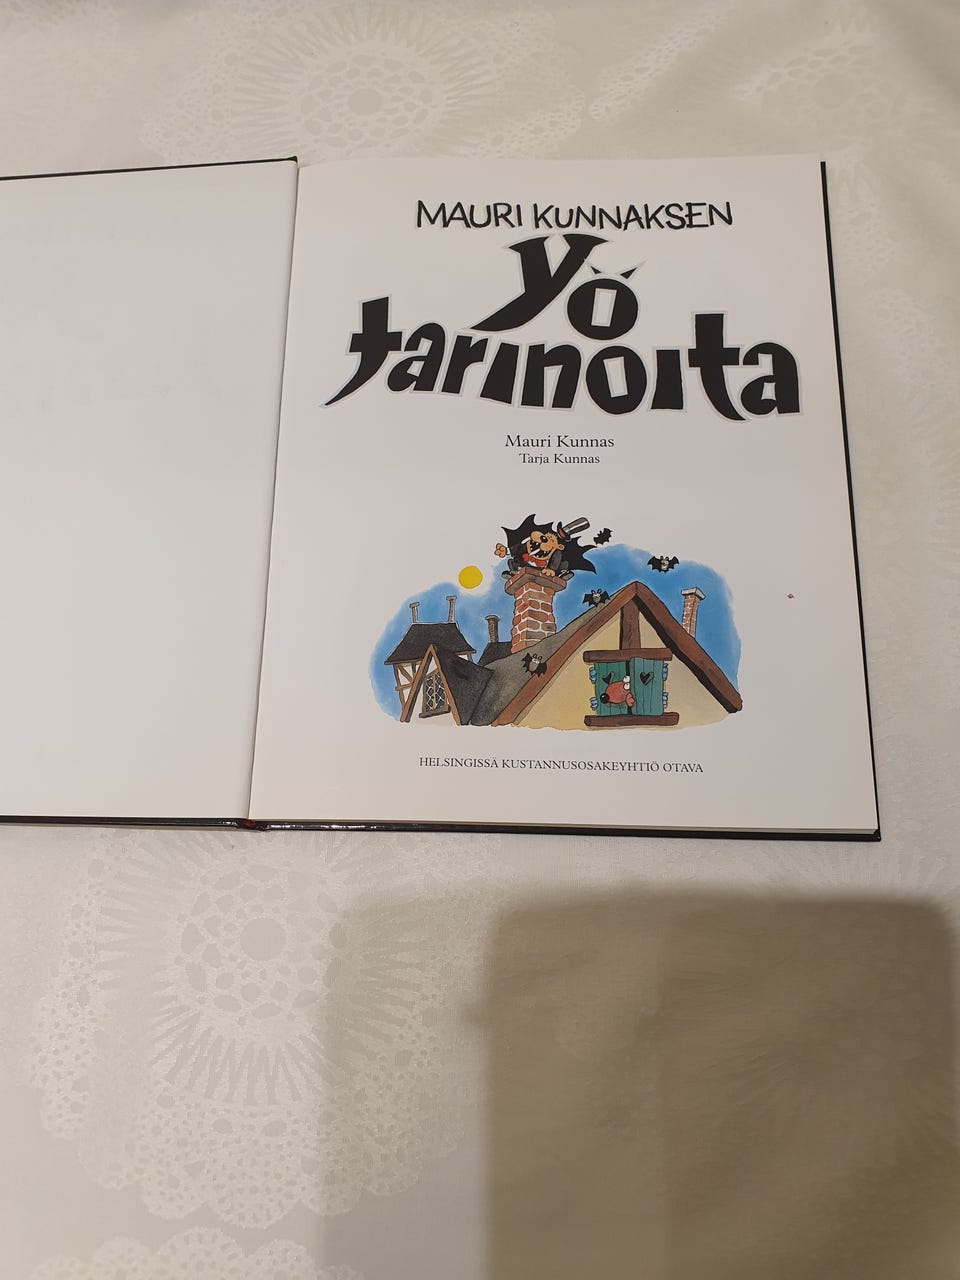 MAURI KUNNAKSEN
Yö
tarinoita
Mauri Kunnas
Tarja Kunnas
HELSINGISSÄ KUSTANNUSOSAKEYHTIÖ OTAVA